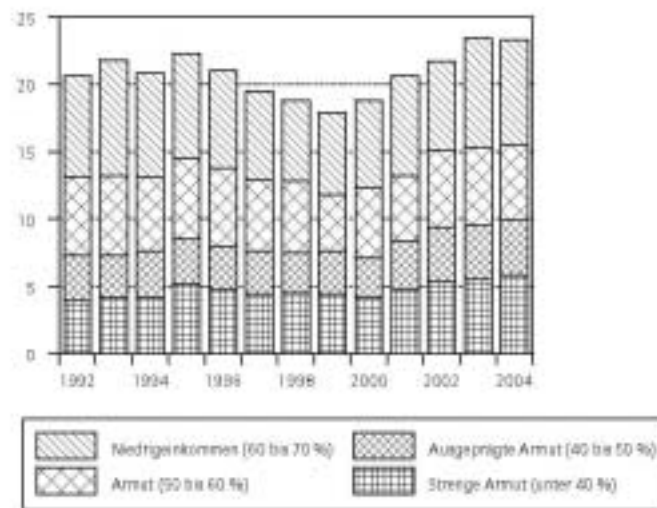 25
20
15
10
5
0
1992 1994 1996 1998 2000 2002 2004
Niedrigeinkommen (60 bis 70 %) Ausgeprägte Armut (40 bis 50 %)
Armut (50 bis 60 %) Strenge Armut (unter 40 %)